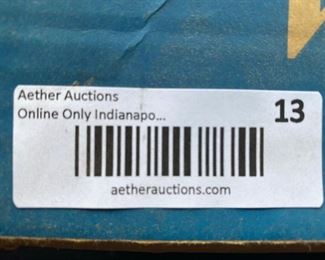 Aether Auctions
Online Only Indianapo...
13
aetherauctions.com